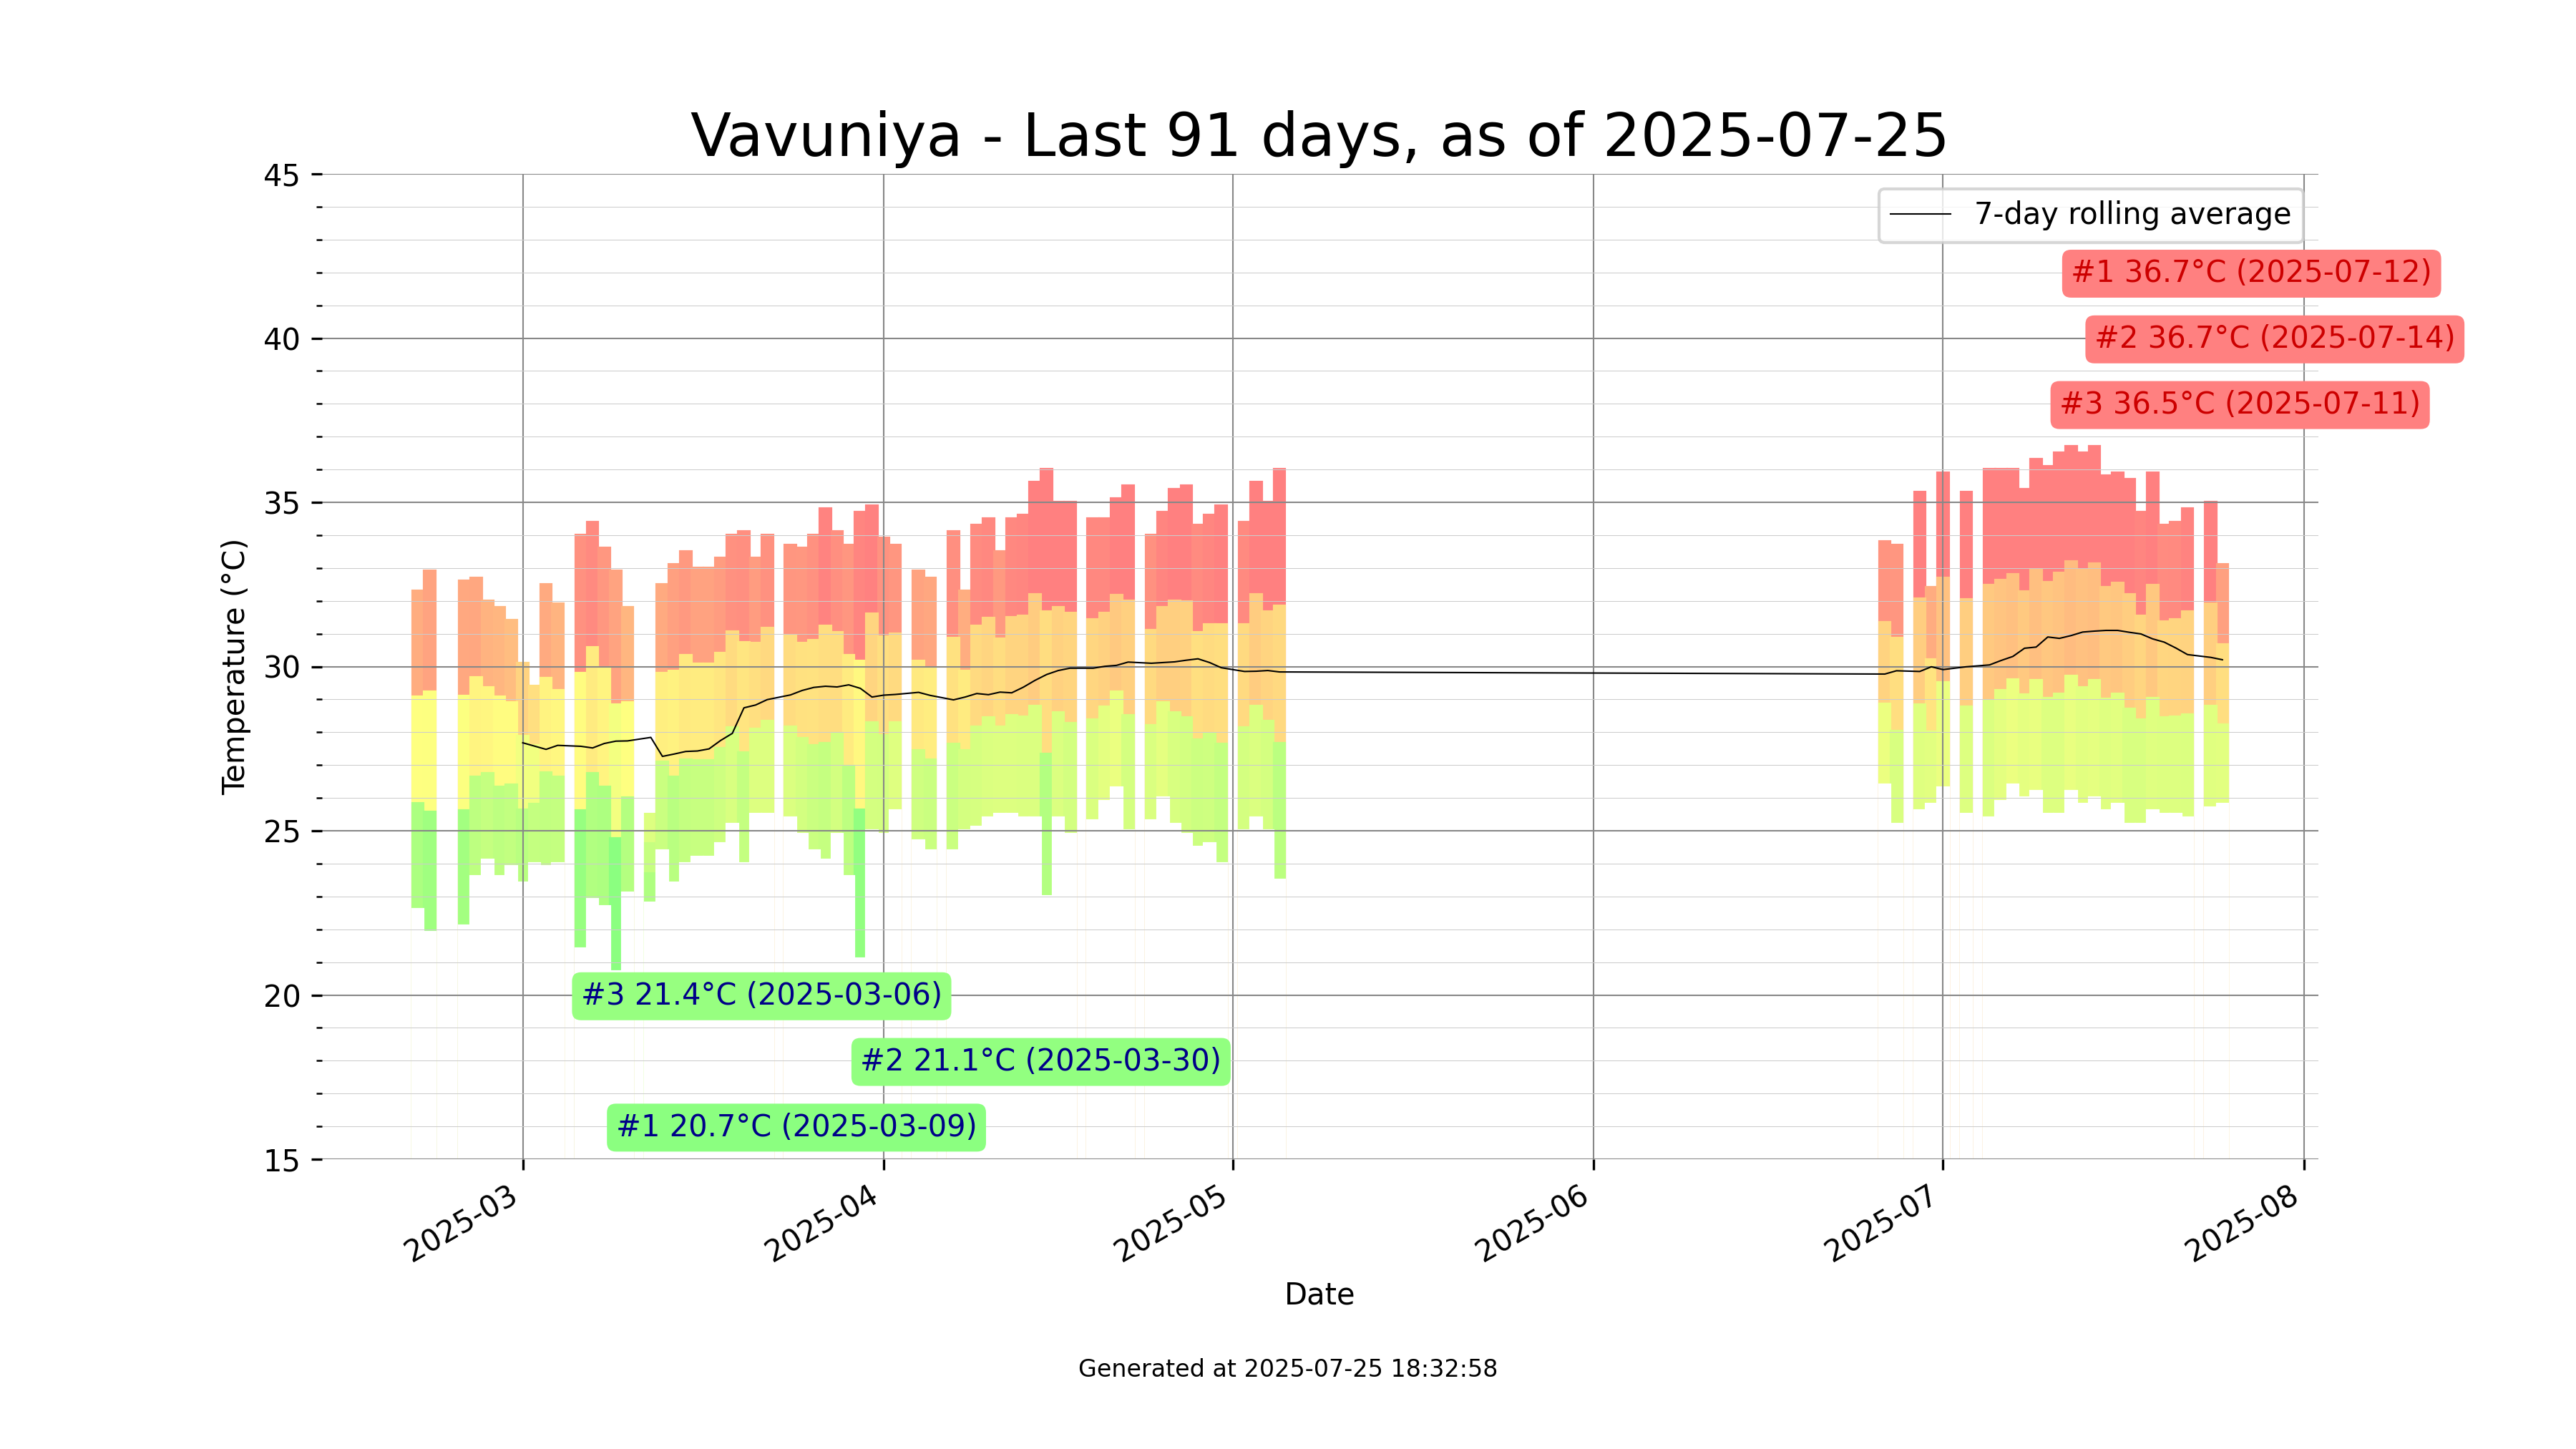 Vavuniya - Last 91 days, as of 2025-07-25
45
40
35
30
25
20
15
Temperature (°C)
7-day rolling average
#1 36.7°C (2025-07-12)
#2 36.7°C (2025-07-14)
#3 36.5°C (2025-07-11)
#3 21.4°C (2025-03-06)
#2 21.1°C (2025-03-30)
#1 20.7°C (2025-03-09)
2025-03
2025-04
2025-05
2025-06
2025-07
2025-08
Date
Generated at 2025-07-25 18:32:58